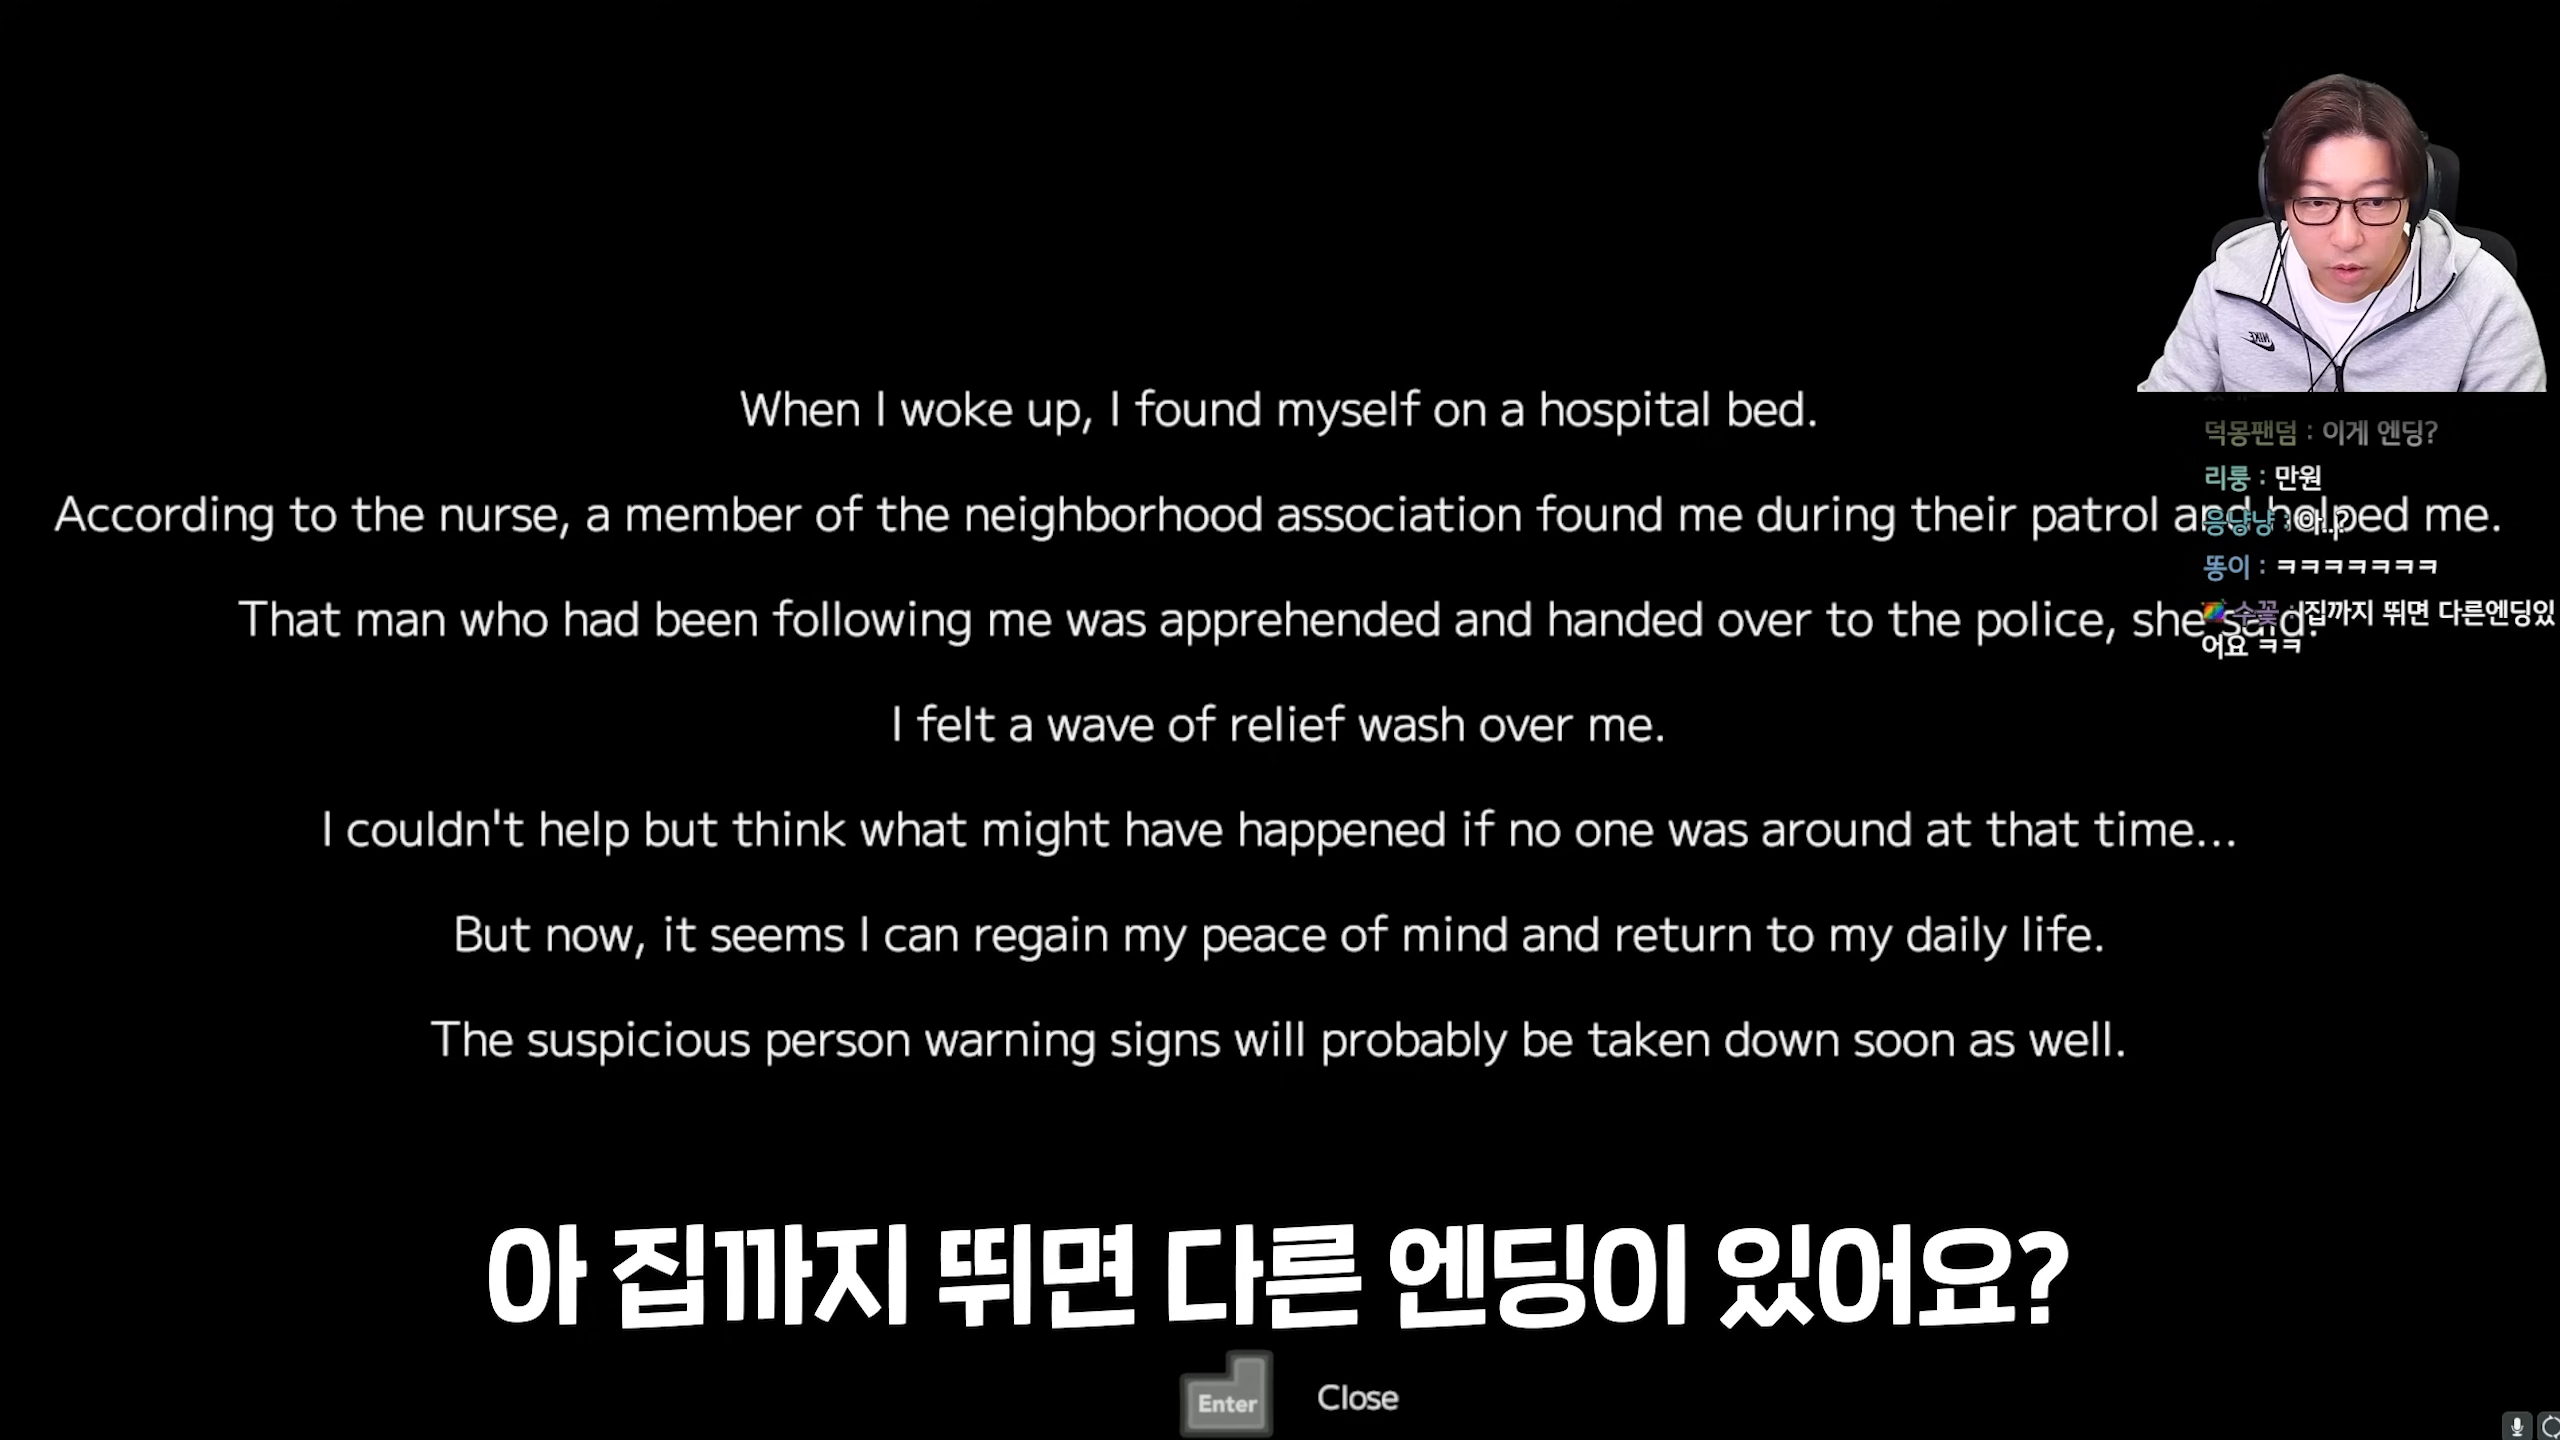 When I woke up, I found myself on a hospital bed.
According to the nurse, a member of the neighborhood association found me during their patrol and helped me.
That man who had been following me was apprehended and handed over to the police, she said.
I felt a wave of relief wash over me.
I couldn't help but think what might have happened if no one was around at that time...
But now, it seems I can regain my peace of mind and return to my daily life.
The suspicious person warning signs will probably be taken down soon as well.
덕몽팬덤 : 이게 엔딩?
리룽 : 만원
응냥냥 : 아..?
똥이 : ㅋㅋㅋㅋㅋㅋㅋ
수꽃 : 집까지 뛰면 다른엔딩있
어요 ㅋㅋ
아 집까지 뛰면 다른 엔딩이 있어요?
Enter Close
NIKE